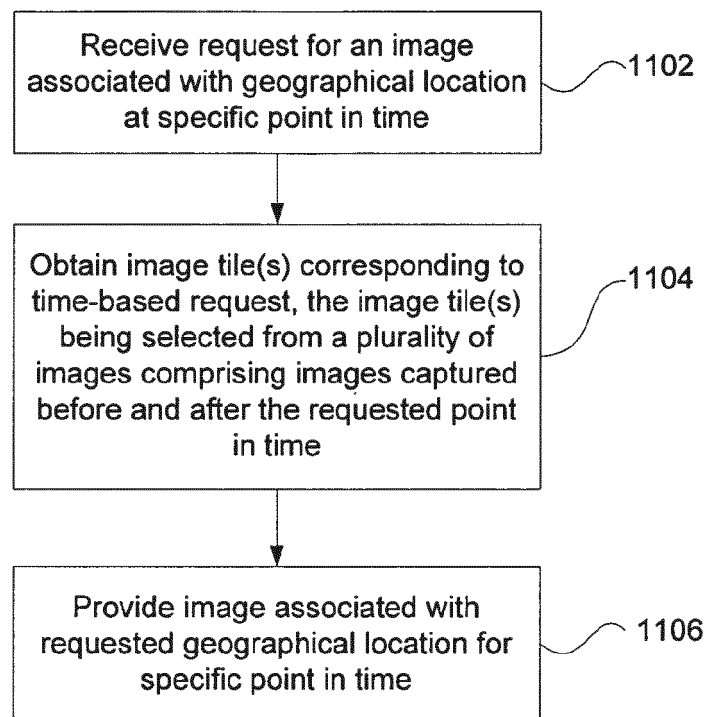 Receive request for an image
associated with geographical location
at specific point in time
1102
Obtain image tile(s) corresponding to
time-based request, the image tile(s)
being selected from a plurality of
images comprising images captured
before and after the requested point
in time
1104
Provide image associated with
requested geographical location for
specific point in time
1106